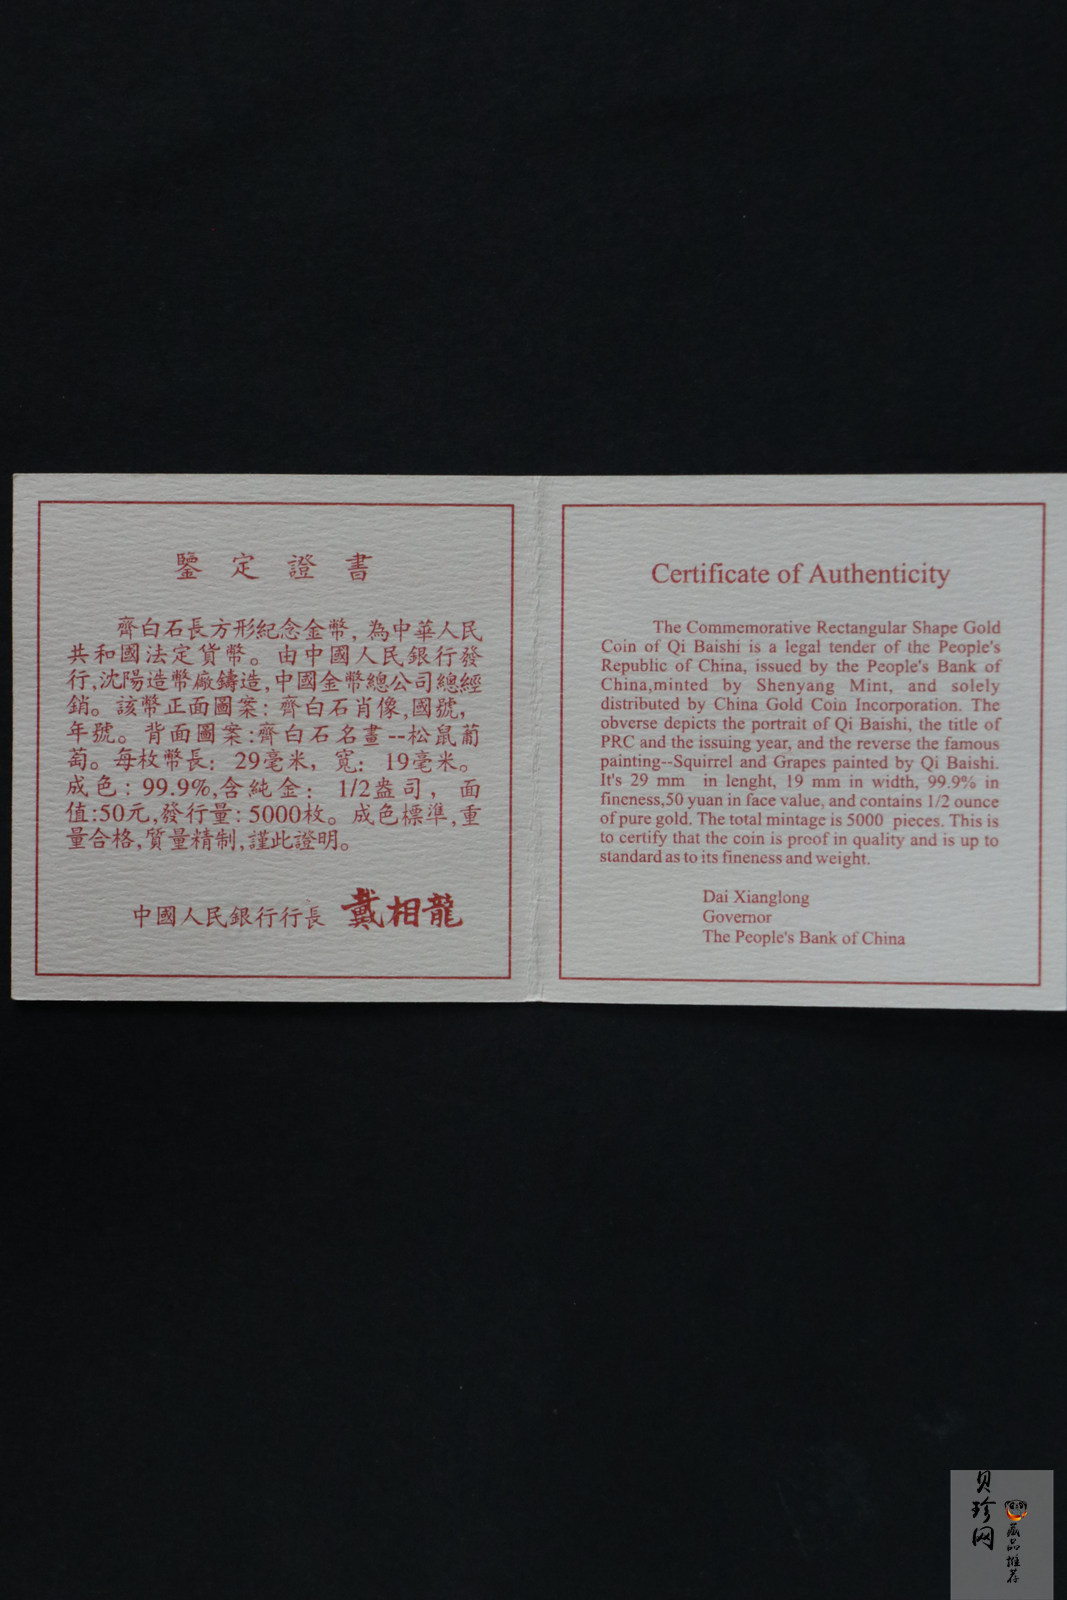 鑒定證書
齊白石長方形紀念金幣,為中華人民
共和國法定貨幣。由中國人民銀行發
行,沈陽造幣廠鑄造,中國金幣總公司總經
銷。該幣正面圖案:齊白石肖像,國號,
年號。背面圖案:齊白石名畫--松鼠葡
萄。每枚幣長:29毫米,寬:19毫米。
成色:99.9%,含純金:1/2盎司,面
值:50元,發行量:5000枚。成色標準,重
量合格,質量精制,謹此證明。
中國人民銀行行長 戴相龍
Certificate of Authenticity
The Commemorative Rectangular Shape Gold
Coin of Qi Baishi is a legal tender of the People's
Republic of China, issued by the People's Bank of
China,minted by Shenyang Mint, and solely
distributed by China Gold Coin Incorporation. The
obverse depicts the portrait of Qi Baishi, the title of
PRC and the issuing year, and the reverse the famous
painting--Squirrel and Grapes painted by Qi Baishi.
It's 29 mm in lenght, 19 mm in width, 99.9% in
fineness,50 yuan in face value, and contains 1/2 ounce
of pure gold. The total mintage is 5000 pieces. This is
to certify that the coin is proof in quality and is up to
standard as to its fineness and weight.
Dai Xianglong
Governor
The People's Bank of China
贝珍网
藏品推荐